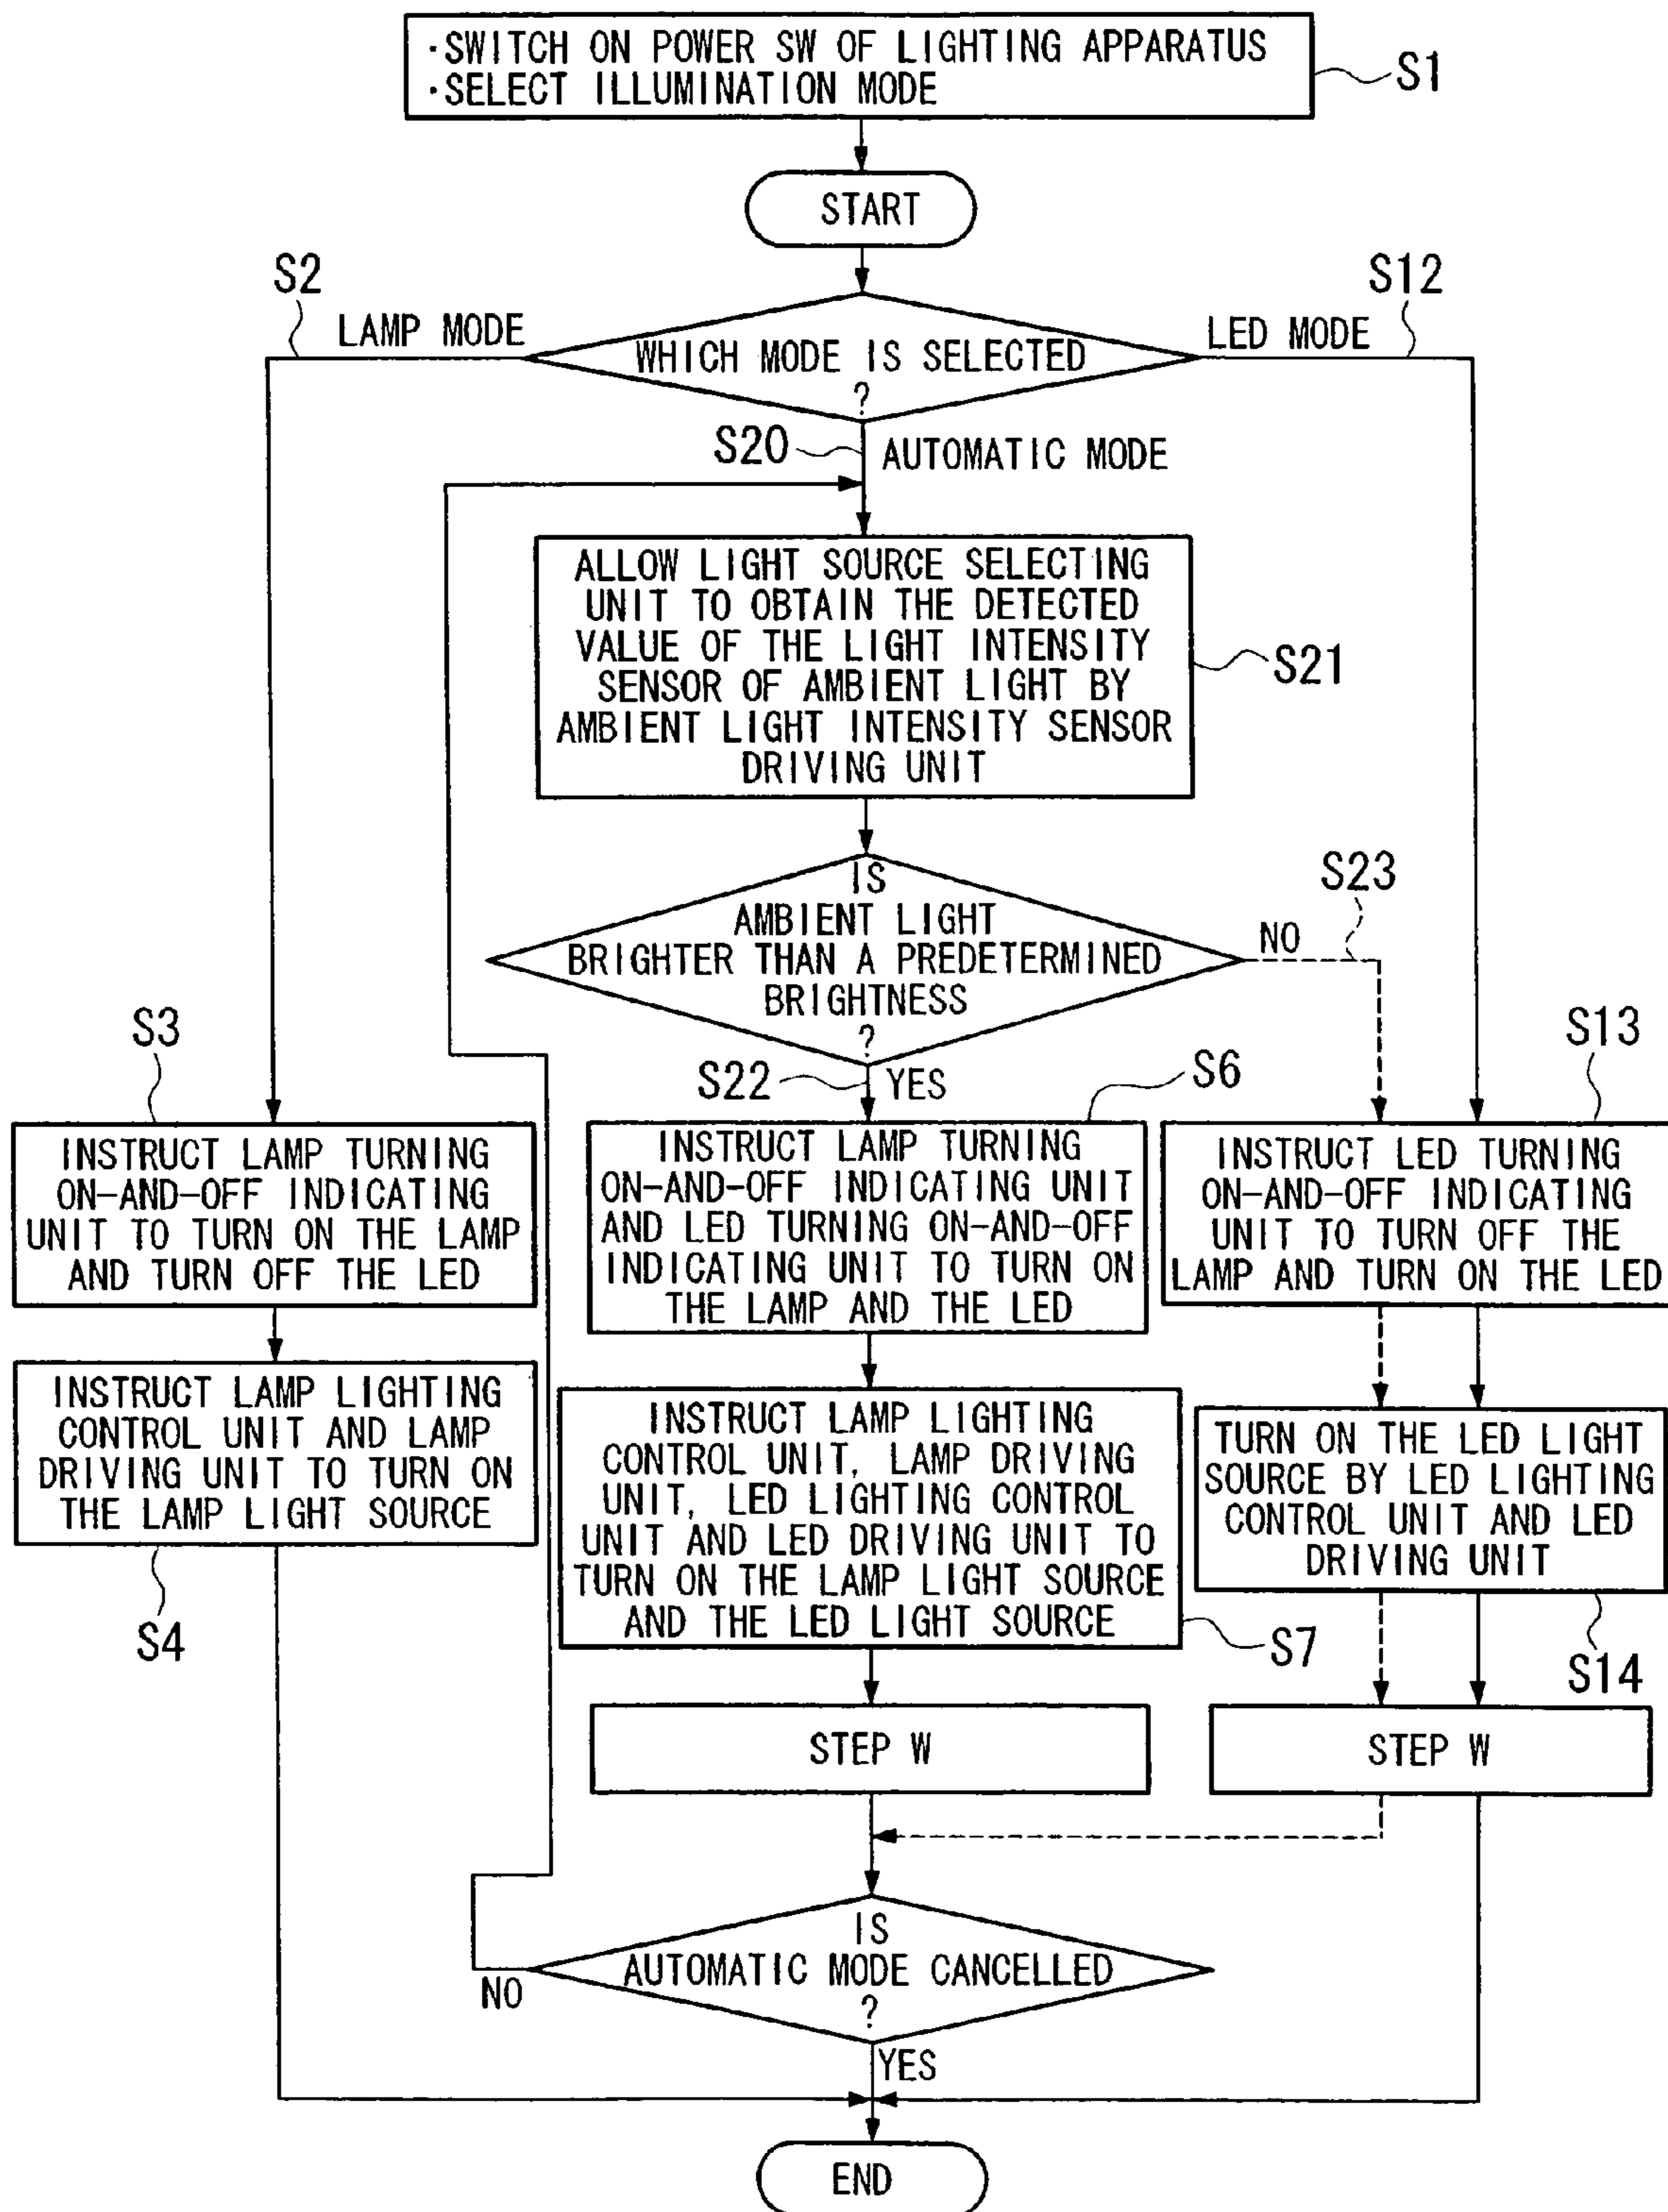 ·SWITCH ON POWER SW OF LIGHTING APPARATUS
·SELECT ILLUMINATION MODE
S1
START
S2
S12
LAMP MODE
LED MODE
WHICH MODE IS SELECTED
?
S20
AUTOMATIC MODE
ALLOW LIGHT SOURCE SELECTING
UNIT TO OBTAIN THE DETECTED
VALUE OF THE LIGHT INTENSITY
SENSOR OF AMBIENT LIGHT BY
AMBIENT LIGHT INTENSITY SENSOR
DRIVING UNIT
S21
IS
AMBIENT LIGHT
BRIGHTER THAN A PREDETERMINED
BRIGHTNESS
?
NO
S23
S22
YES
S3
INSTRUCT LAMP TURNING
ON-AND-OFF INDICATING
UNIT TO TURN ON THE LAMP
AND TURN OFF THE LED
S6
INSTRUCT LAMP TURNING
ON-AND-OFF INDICATING UNIT
AND LED TURNING ON-AND-OFF
INDICATING UNIT TO TURN ON
THE LAMP AND THE LED
S13
INSTRUCT LED TURNING
ON-AND-OFF INDICATING
UNIT TO TURN OFF THE
LAMP AND TURN ON THE LED
INSTRUCT LAMP LIGHTING
CONTROL UNIT AND LAMP
DRIVING UNIT TO TURN ON
THE LAMP LIGHT SOURCE
S4
INSTRUCT LAMP LIGHTING
CONTROL UNIT, LAMP DRIVING
UNIT, LED LIGHTING CONTROL
UNIT AND LED DRIVING UNIT TO
TURN ON THE LAMP LIGHT SOURCE
AND THE LED LIGHT SOURCE
S7
TURN ON THE LED LIGHT
SOURCE BY LED LIGHTING
CONTROL UNIT AND LED
DRIVING UNIT
S14
STEP W
STEP W
IS
AUTOMATIC MODE CANCELLED
?
NO
YES
END